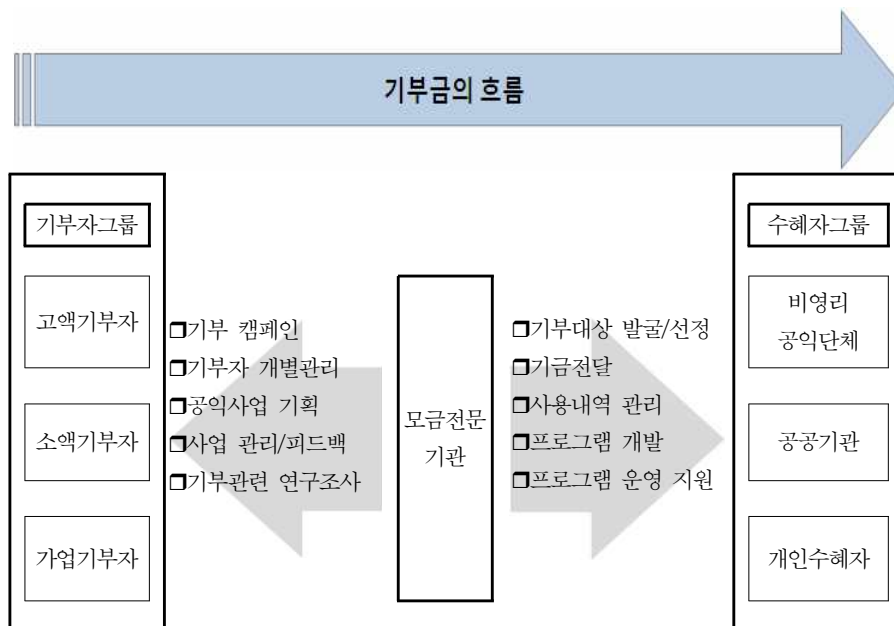 기부금의 흐름
기부자그룹
고액기부자
소액기부자
가업기부자
❒기부 캠페인
❒기부자 개별관리
❒공익사업 기획
❒사업 관리/피드백
❒기부관련 연구조사
모금전문
기관
❒기부대상 발굴/선정
❒기금전달
❒사용내역 관리
❒프로그램 개발
❒프로그램 운영 지원
수혜자그룹
비영리
공익단체
공공기관
개인수혜자